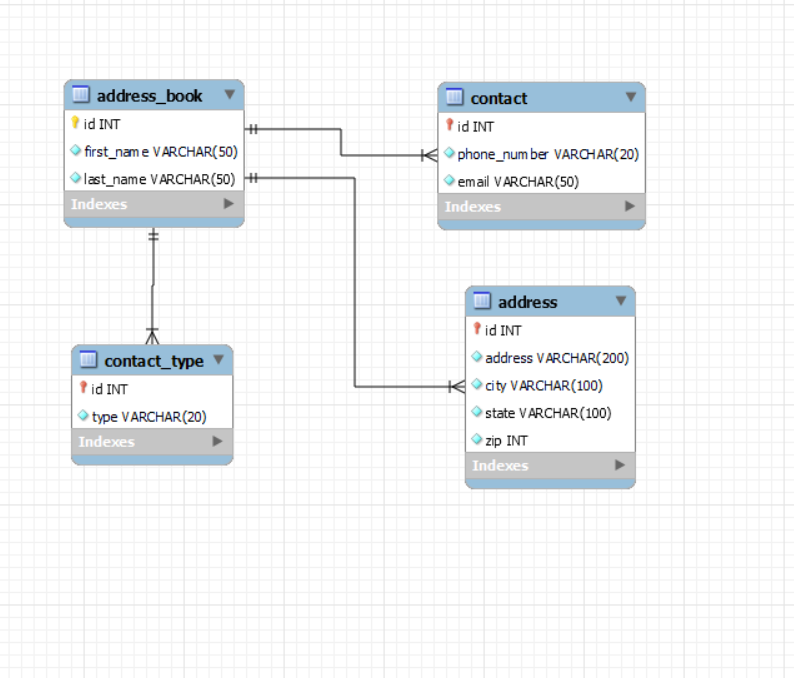 address_book
id INT
first_name VARCHAR(50)
last_name VARCHAR(50)
Indexes
contact
id INT
phone_number VARCHAR(20)
email VARCHAR(50)
Indexes
address
id INT
address VARCHAR(200)
city VARCHAR(100)
state VARCHAR(100)
zip INT
Indexes
contact_type
id INT
type VARCHAR(20)
Indexes